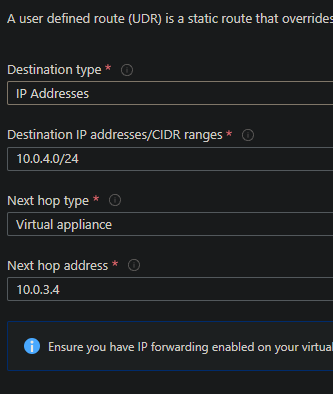 A user defined route (UDR) is a static route that overrides
Destination type *
IP Addresses
Destination IP addresses/CIDR ranges *
10.0.4.0/24
Next hop type *
Virtual appliance
Next hop address *
10.0.3.4
Ensure you have IP forwarding enabled on your virtual